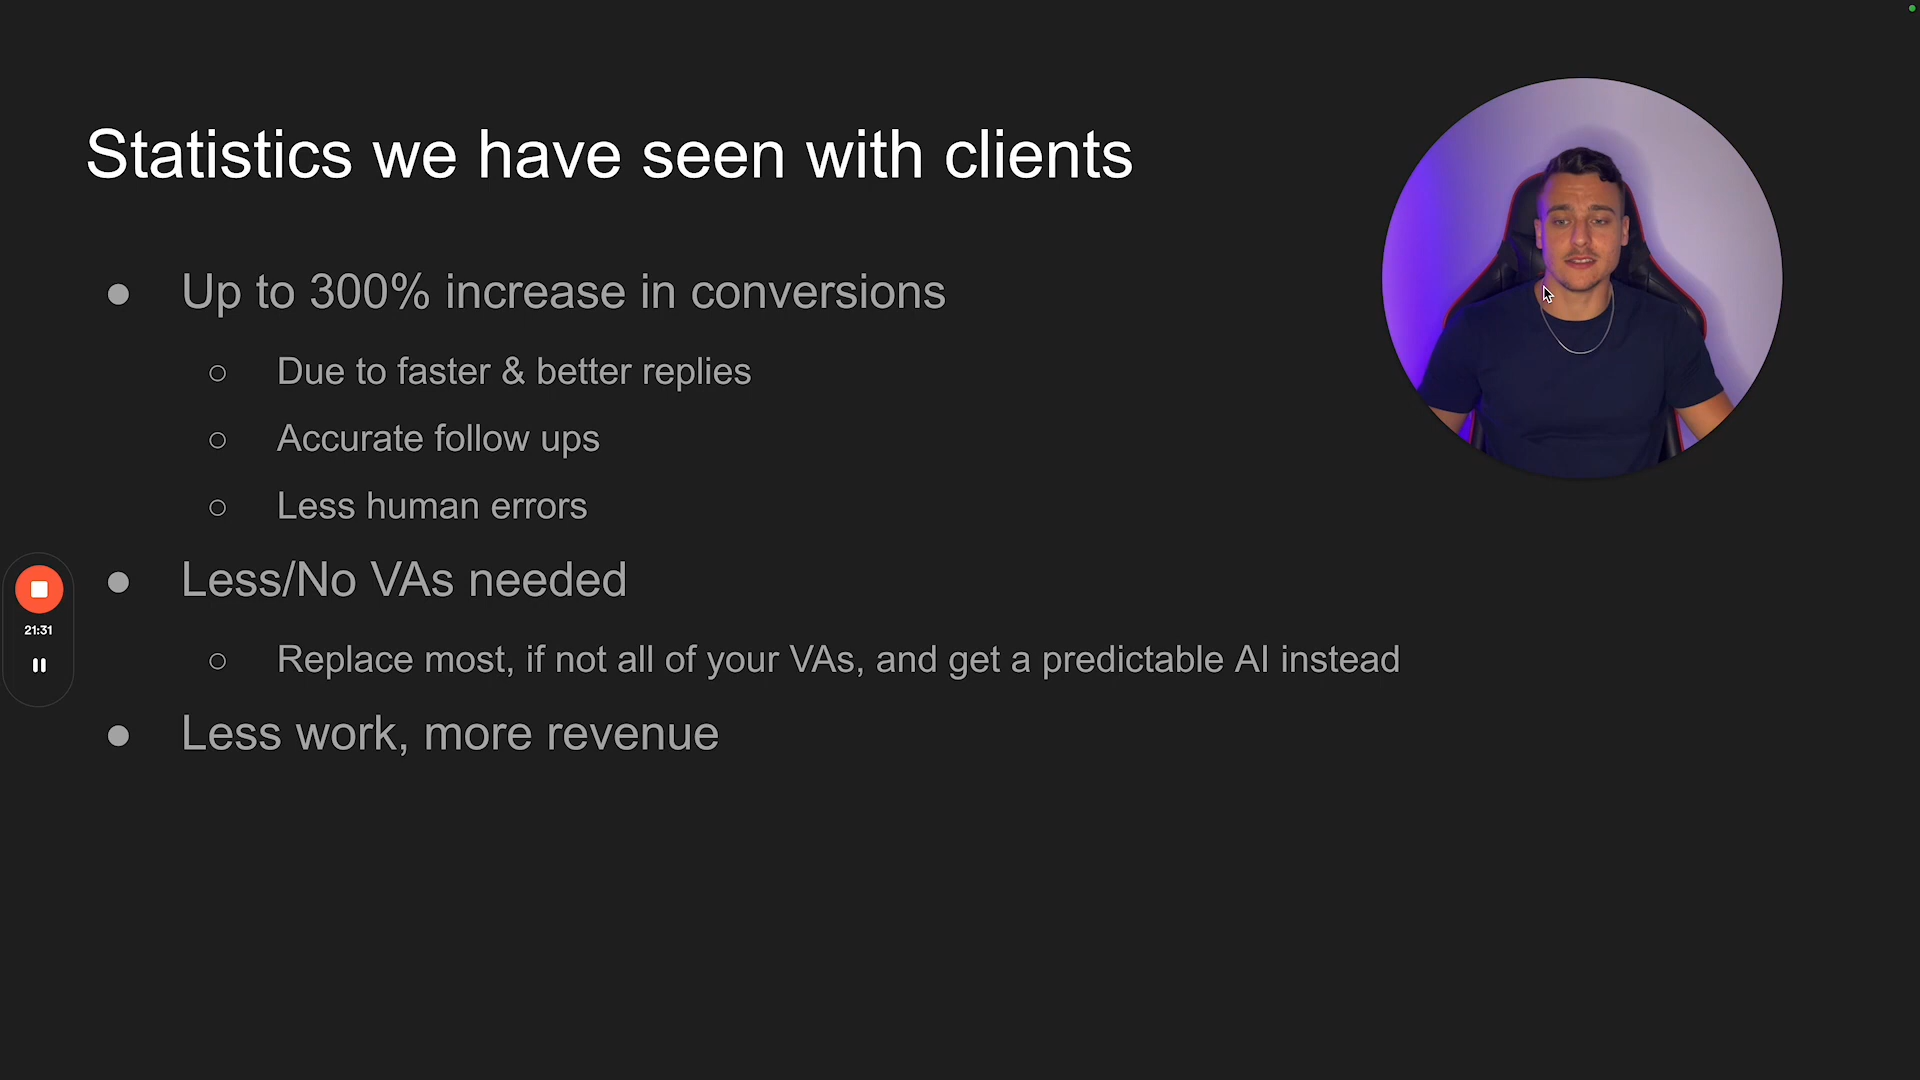 Statistics we have seen with clients
● Up to 300% increase in conversions
○ Due to faster & better replies
○ Accurate follow ups
○ Less human errors
● Less/No VAs needed
○ Replace most, if not all of your VAs, and get a predictable AI instead
● Less work, more revenue
21:31